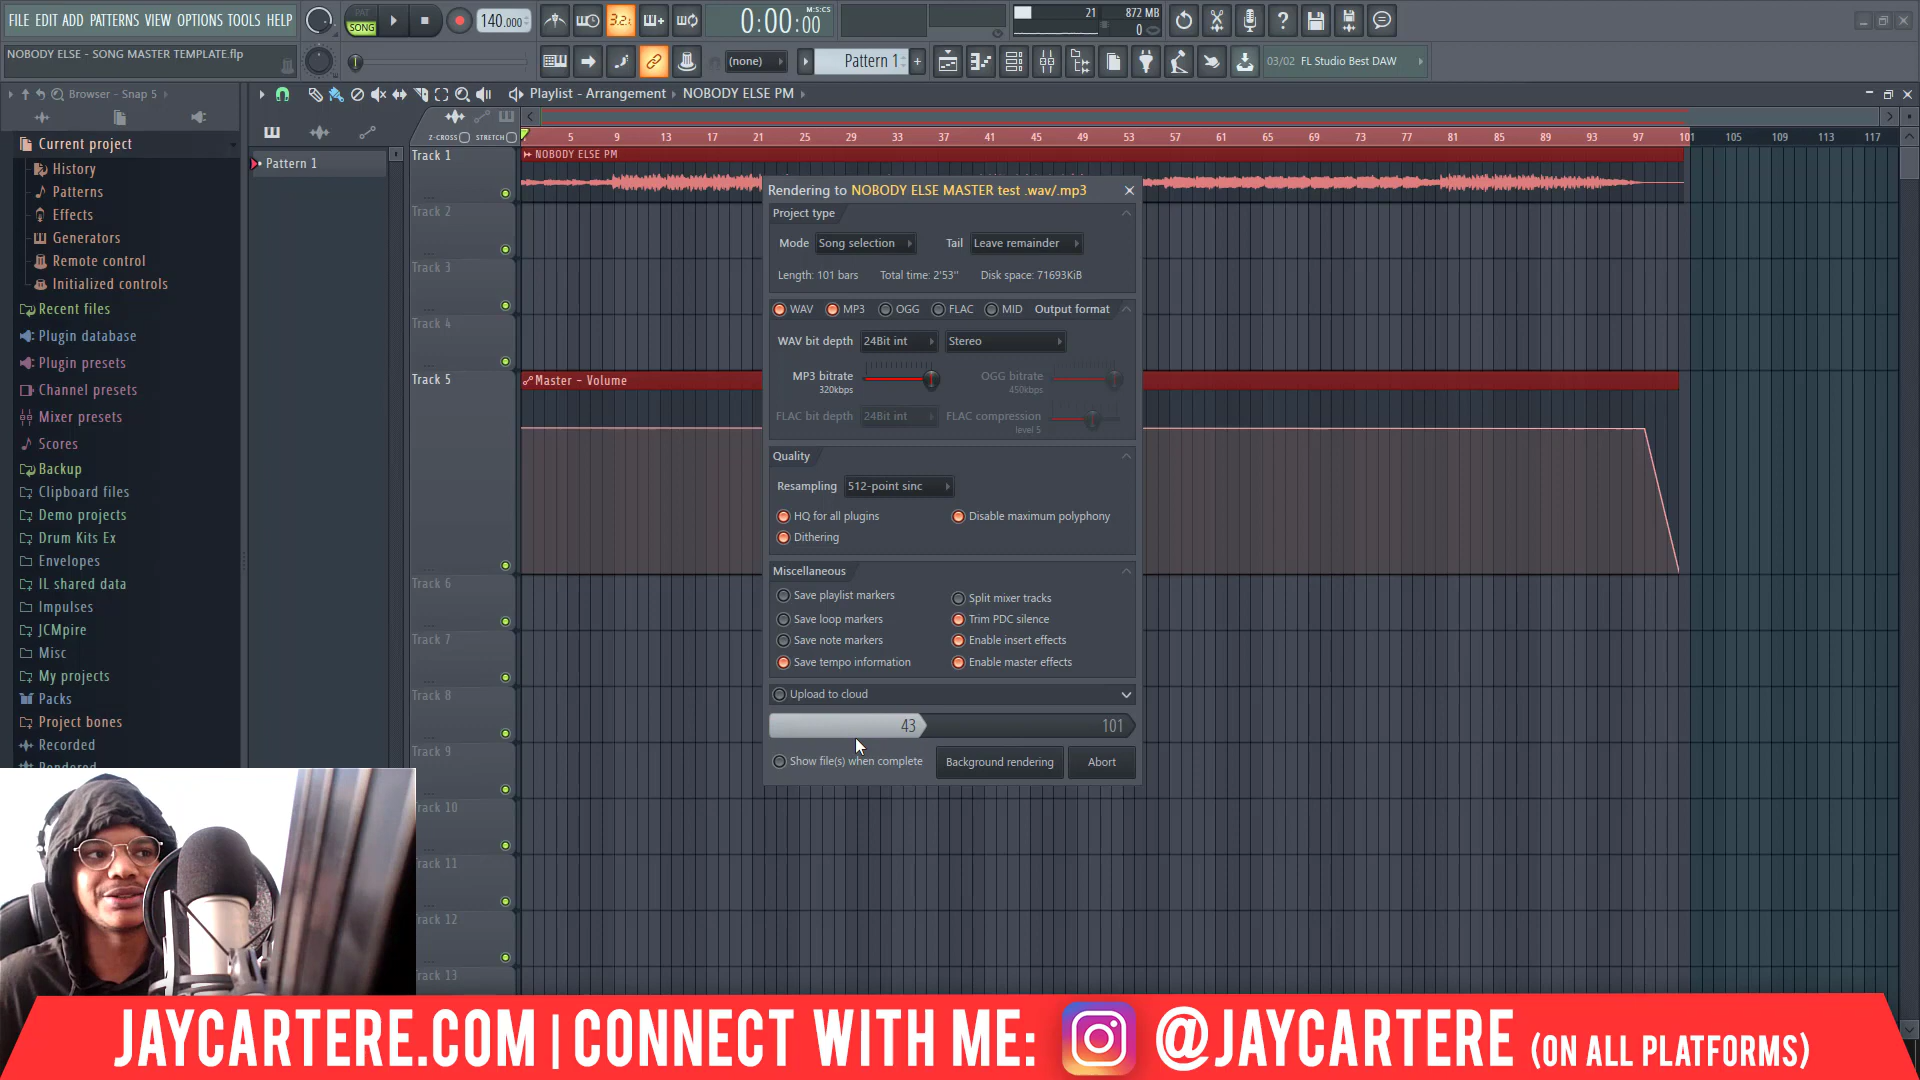 FILE EDIT ADD PATTERNS VIEW OPTIONS TOOLS HELP
PAT
SONG
140.000
3.2.
0:00:00
M:S:CS
21
872 MB
0
NOBODY ELSE - SONG MASTER TEMPLATE.flp
(none)
Pattern 1
03/02 FL Studio Best DAW
Browser - Snap 5
Playlist - Arrangement
NOBODY ELSE PM
Z-CROSS
STRETCH
5 9 13 17 21 25 29 33 37 41 45 49 53 57 61 65 69 73 77 81 85 89 93 97 101 105 109 113 117
Current project
History
Patterns
Effects
Generators
Remote control
Initialized controls
Recent files
Plugin database
Plugin presets
Channel presets
Mixer presets
Scores
Backup
Clipboard files
Demo projects
Drum Kits Ex
Envelopes
IL shared data
Impulses
JCMpire
Misc
My projects
Packs
Project bones
Recorded
Rendered
Pattern 1
Track 1
NOBODY ELSE PM
Track 2
Track 3
Track 4
Track 5
Master - Volume
Track 6
Track 7
Track 8
Track 9
Track 10
Track 11
Track 12
Track 13
Rendering to NOBODY ELSE MASTER test .wav/.mp3
Project type
Mode Song selection Tail Leave remainder
Length: 101 bars Total time: 2'53'' Disk space: 71693KiB
WAV MP3 OGG FLAC MID Output format
WAV bit depth 24Bit int Stereo
MP3 bitrate
320kbps
OGG bitrate
450kbps
FLAC bit depth 24Bit int FLAC compression
level 5
Quality
Resampling 512-point sinc
HQ for all plugins Disable maximum polyphony
Dithering
Miscellaneous
Save playlist markers Split mixer tracks
Save loop markers Trim PDC silence
Save note markers Enable insert effects
Save tempo information Enable master effects
Upload to cloud
43 101
Show file(s) when complete Background rendering Abort
JAYCARTERE.COM | CONNECT WITH ME: @JAYCARTERE (ON ALL PLATFORMS)